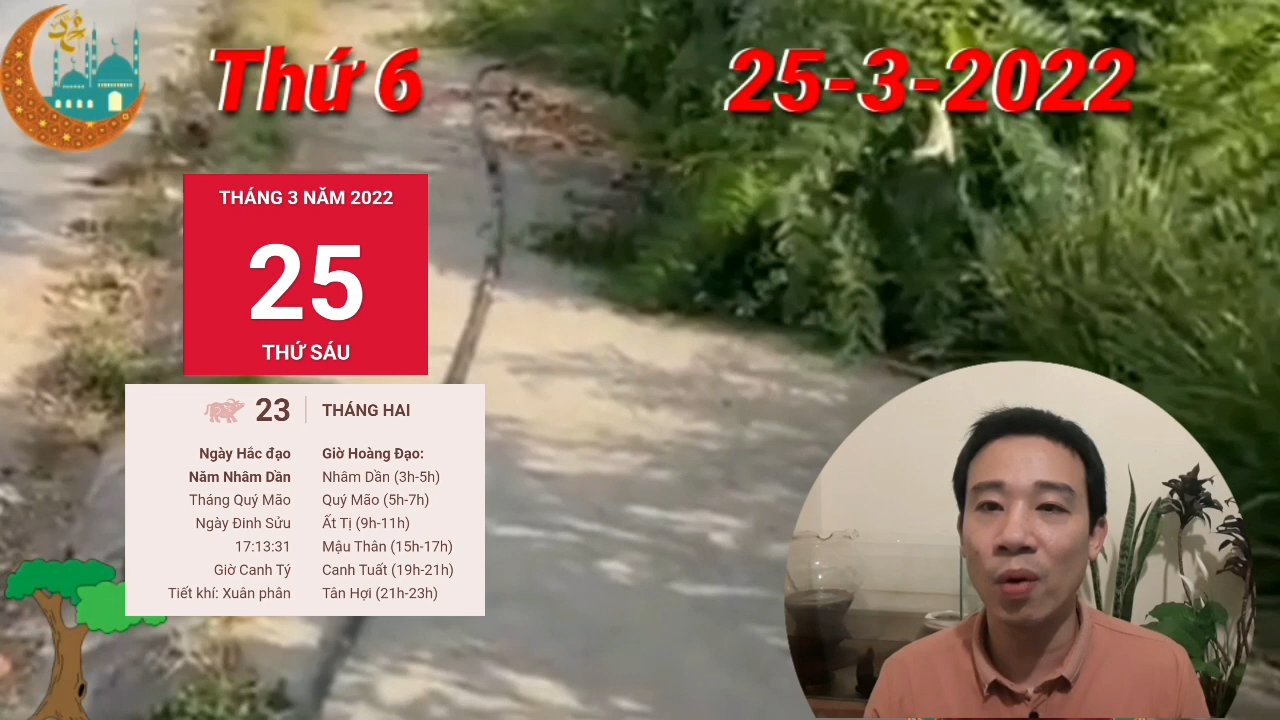 Thứ 6
25-3-2022
THÁNG 3 NĂM 2022
25
THỨ SÁU
23
THÁNG HAI
Ngày Hắc đạo
Năm Nhâm Dần
Tháng Quý Mão
Ngày Đinh Sửu
17:13:31
Giờ Canh Tý
Tiết khí: Xuân phân
Giờ Hoàng Đạo:
Nhâm Dần (3h-5h)
Quý Mão (5h-7h)
Ất Tị (9h-11h)
Mậu Thân (15h-17h)
Canh Tuất (19h-21h)
Tân Hợi (21h-23h)